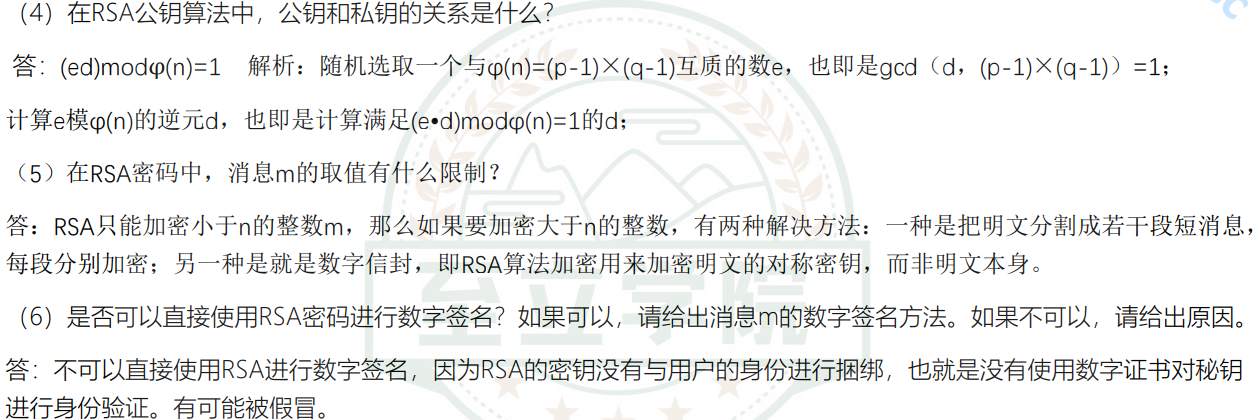 （4）在RSA公钥算法中，公钥和私钥的关系是什么？
答：(ed)modφ(n)=1 解析：随机选取一个与φ(n)=(p-1)×(q-1)互质的数e，也即是gcd（d，(p-1)×(q-1)）=1；
计算e模φ(n)的逆元d，也即是计算满足(e•d)modφ(n)=1的d；
（5）在RSA密码中，消息m的取值有什么限制？
答：RSA只能加密小于n的整数m，那么如果要加密大于n的整数，有两种解决方法：一种是把明文分割成若干段短消息，
每段分别加密；另一种是就是数字信封，即RSA算法加密用来加密明文的对称密钥，而非明文本身。
（6）是否可以直接使用RSA密码进行数字签名？如果可以，请给出消息m的数字签名方法。如果不可以，请给出原因。
答：不可以直接使用RSA进行数字签名，因为RSA的密钥没有与用户的身份进行捆绑，也就是没有使用数字证书对秘钥
进行身份验证。有可能被假冒。
至立学院